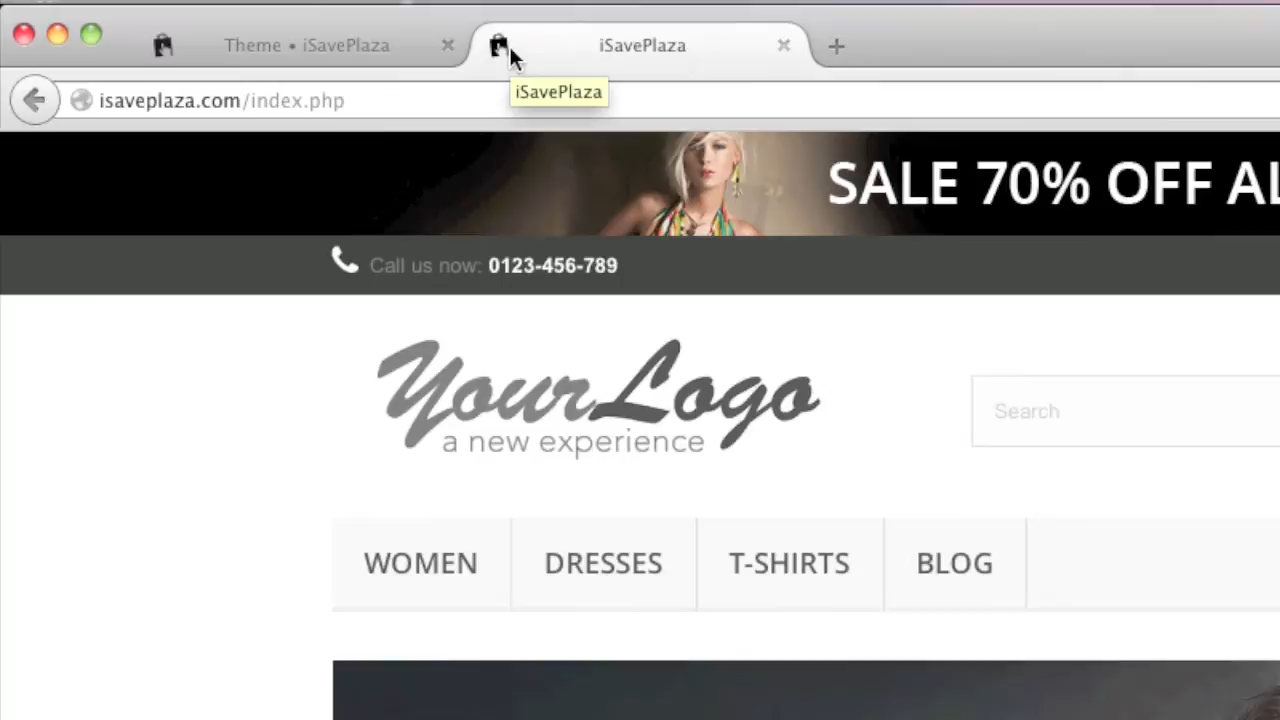 Theme • iSavePlaza
iSavePlaza
isaveplaza.com/index.php
iSavePlaza
SALE 70% OFF
Call us now: 0123-456-789
YourLogo
a new experience
Search
WOMEN DRESSES T-SHIRTS BLOG